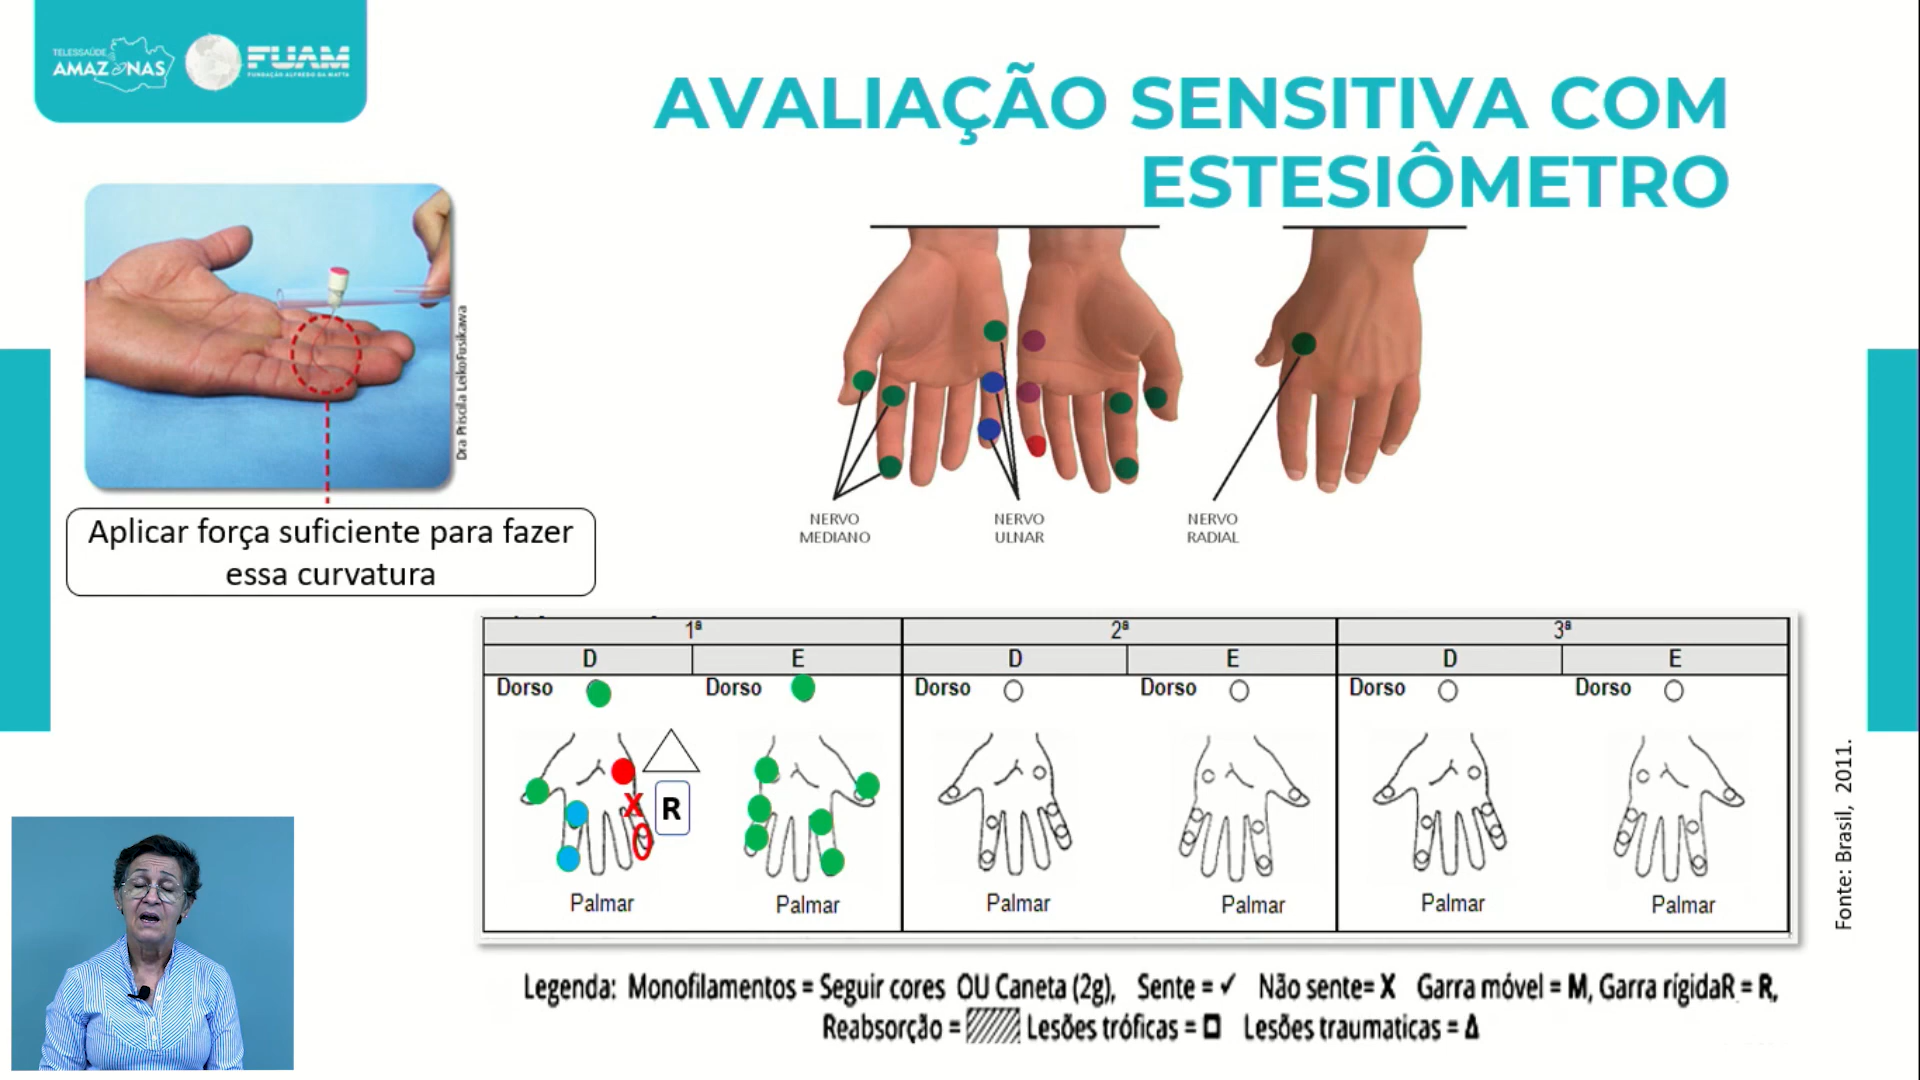 TELESSAÚDE
AMAZONAS
FUAM
FUNDAÇÃO ALFREDO DA MATTA
AVALIAÇÃO SENSITIVA COM
ESTESIÔMETRO
Dra Priscila Leiko Fusikawa
Aplicar força suficiente para fazer
essa curvatura
NERVO
MEDIANO
NERVO
ULNAR
NERVO
RADIAL
1ª 2ª 3ª
D E D E D E
Dorso Dorso Dorso Dorso Dorso Dorso
X
R
Palmar Palmar Palmar Palmar Palmar Palmar
Fonte: Brasil, 2011.
Legenda: Monofilamentos = Seguir cores OU Caneta (2g), Sente = ✓ Não sente= X Garra móvel = M, Garra rígidaR = R,
Reabsorção = Lesões tróficas = □ Lesões traumaticas = Δ